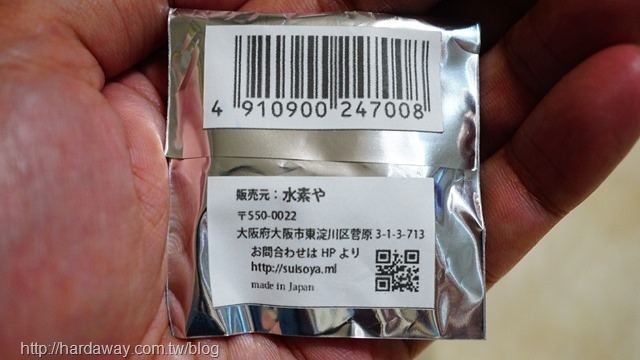 4 910900 247008
販売元：水素や
〒550-0022
大阪府大阪市東淀川区菅原 3-1-3-713
お問合わせは HP より
http://suisoya.ml
made in Japan
http://hardaway.com.tw/blog